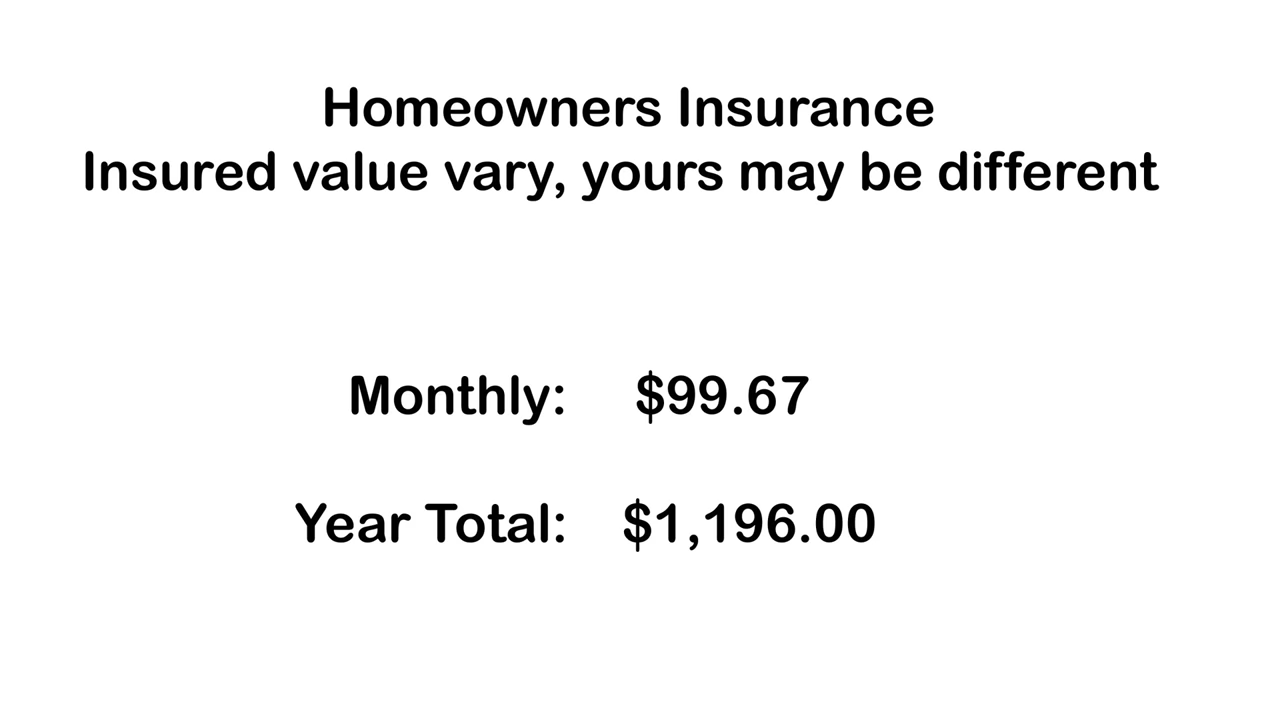 Homeowners Insurance
Insured value vary, yours may be different
Monthly: $99.67
Year Total: $1,196.00